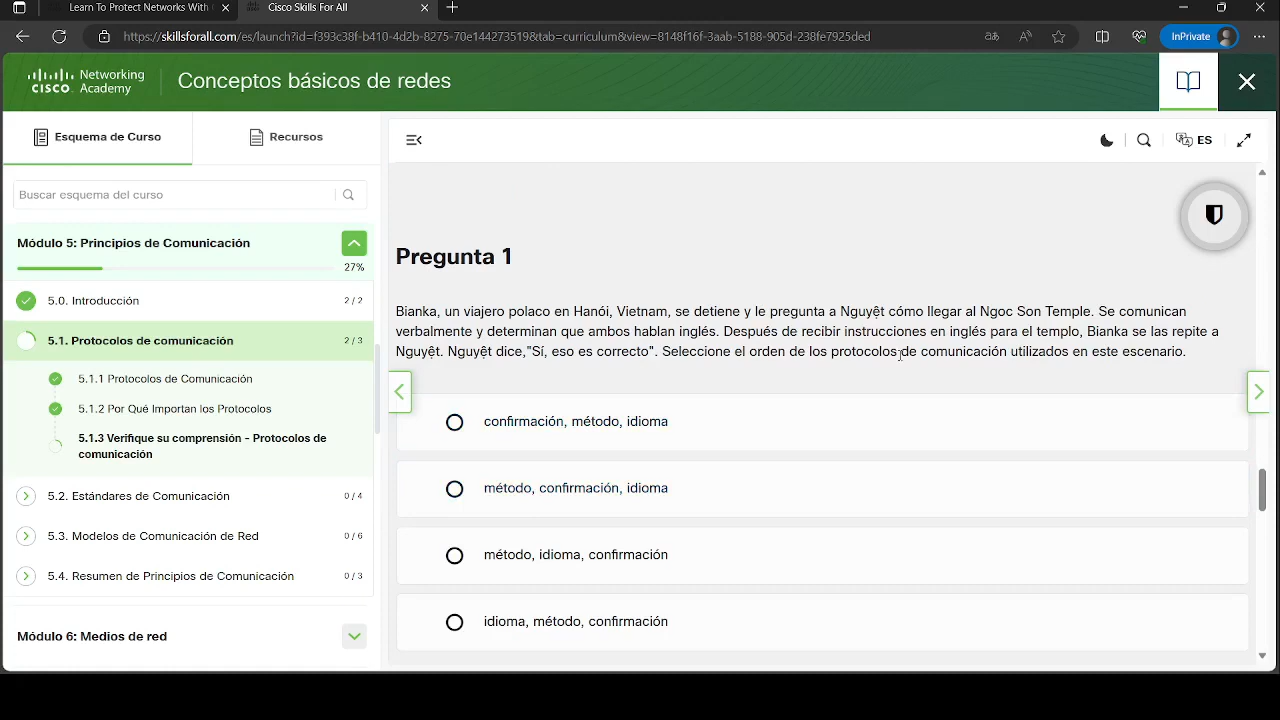 Learn To Protect Networks With
Cisco Skills For All
https://skillsforall.com/es/launch?id=f393c38f-b410-4d2b-8275-70e144273519&tab=curriculum&view=8148f16f-3aab-5188-905d-238fe7925ded
InPrivate
Networking
CISCO Academy
Conceptos básicos de redes
Esquema de Curso
Recursos
ES
Buscar esquema del curso
Módulo 5: Principios de Comunicación
27%
5.0. Introducción 2 / 2
5.1. Protocolos de comunicación 2 / 3
5.1.1 Protocolos de Comunicación
5.1.2 Por Qué Importan los Protocolos
5.1.3 Verifique su comprensión - Protocolos de
comunicación
5.2. Estándares de Comunicación 0 / 4
5.3. Modelos de Comunicación de Red 0 / 6
5.4. Resumen de Principios de Comunicación 0 / 3
Módulo 6: Medios de red
Pregunta 1
Bianka, un viajero polaco en Hanói, Vietnam, se detiene y le pregunta a Nguyệt cómo llegar al Ngoc Son Temple. Se comunican
verbalmente y determinan que ambos hablan inglés. Después de recibir instrucciones en inglés para el templo, Bianka se las repite a
Nguyệt. Nguyệt dice,"Sí, eso es correcto". Seleccione el orden de los protocolos de comunicación utilizados en este escenario.
confirmación, método, idioma
método, confirmación, idioma
método, idioma, confirmación
idioma, método, confirmación